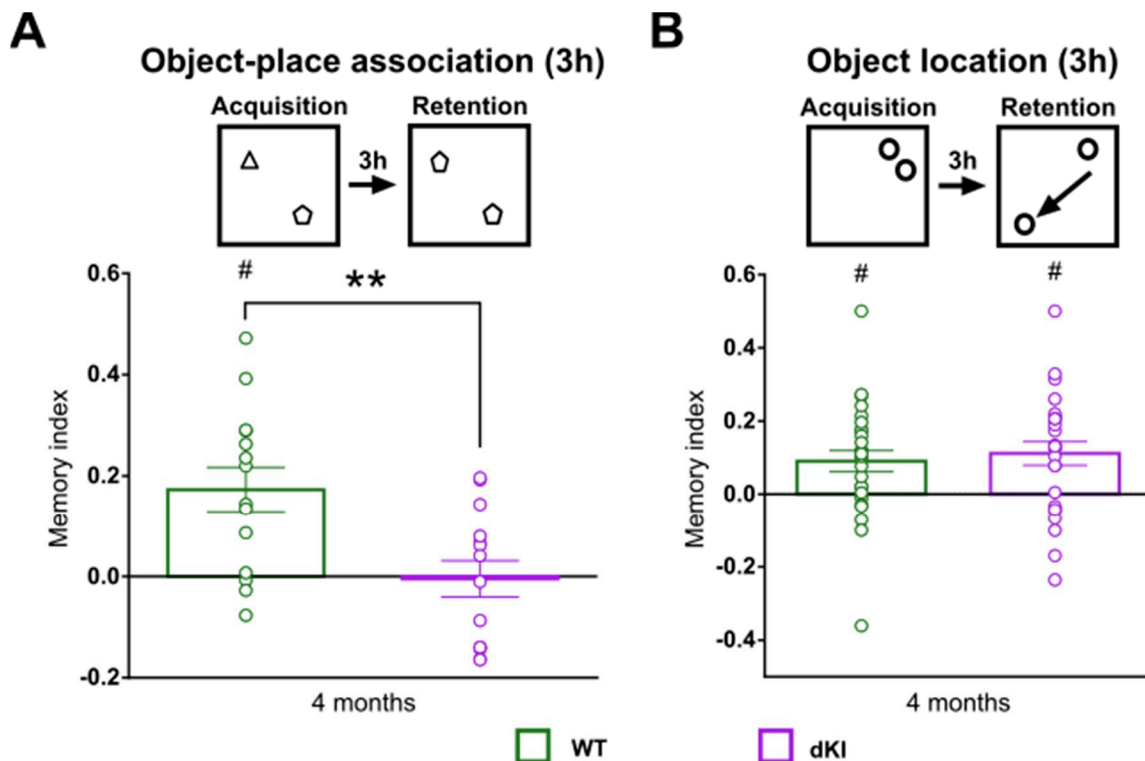 A
Object-place association (3h)
Acquisition
Retention
3h
#
**
0.6
0.4
0.2
0.0
-0.2
Memory index
4 months
B
Object location (3h)
Acquisition
Retention
3h
#
#
0.6
0.4
0.2
0.0
-0.2
-0.4
Memory index
4 months
WT
dKI